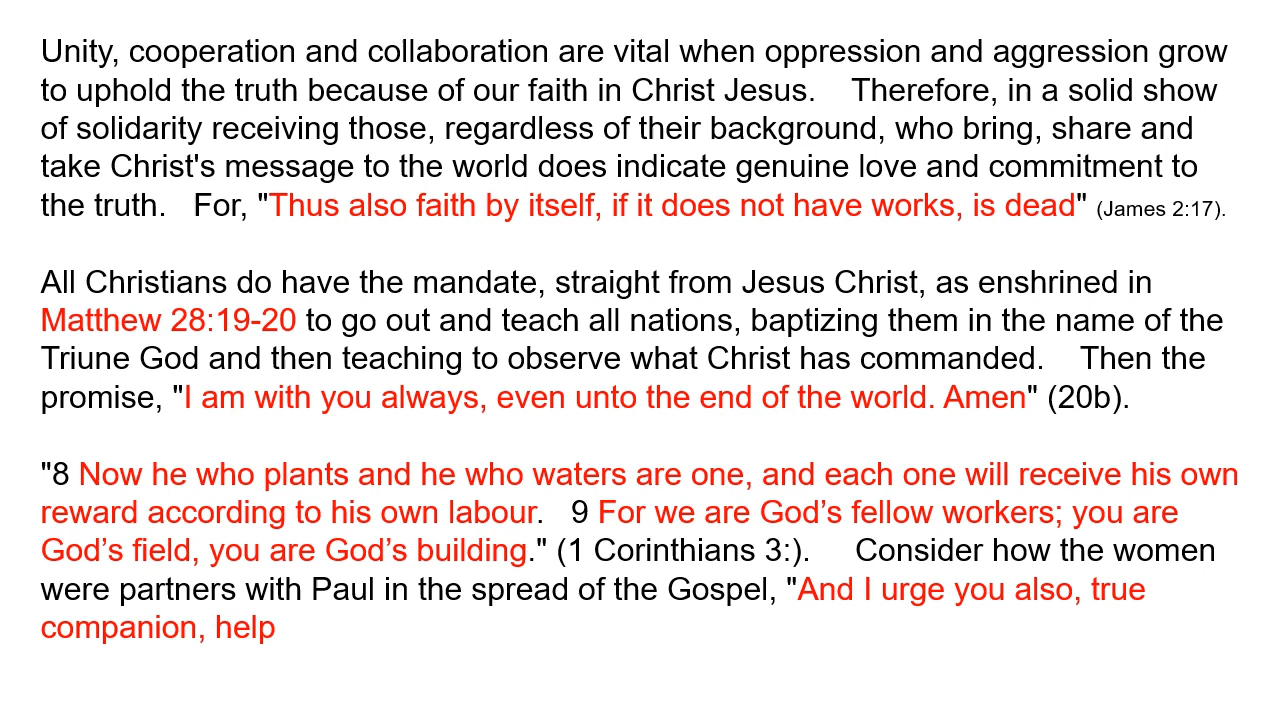 Unity, cooperation and collaboration are vital when oppression and aggression grow
to uphold the truth because of our faith in Christ Jesus.    Therefore, in a solid show
of solidarity receiving those, regardless of their background, who bring, share and
take Christ's message to the world does indicate genuine love and commitment to
the truth.   For, "Thus also faith by itself, if it does not have works, is dead" (James 2:17).
All Christians do have the mandate, straight from Jesus Christ, as enshrined in
Matthew 28:19-20 to go out and teach all nations, baptizing them in the name of the
Triune God and then teaching to observe what Christ has commanded.    Then the
promise, "I am with you always, even unto the end of the world. Amen" (20b).
"8 Now he who plants and he who waters are one, and each one will receive his own
reward according to his own labour.   9 For we are God’s fellow workers; you are
God’s field, you are God’s building." (1 Corinthians 3:).     Consider how the women
were partners with Paul in the spread of the Gospel, "And I urge you also, true
companion, help